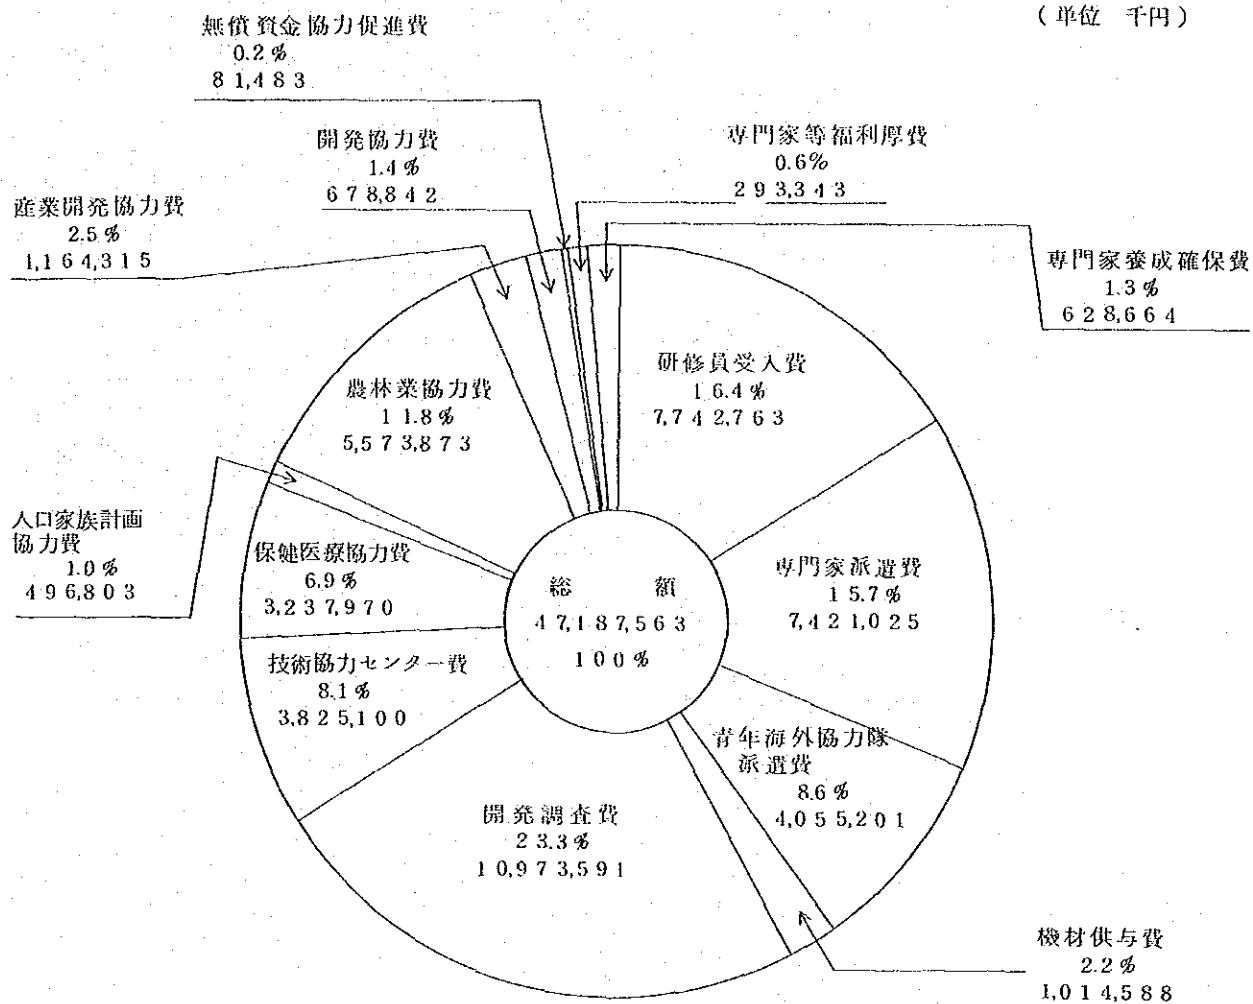 (単位 千円)
無償資金協力促進費
0.2%
81,483
開発協力費
1.4%
678,842
産業開発協力費
2.5%
1,164,315
専門家等福利厚費
0.6%
293,343
専門家養成確保費
1.3%
628,664
研修員受入費
16.4%
7,742,763
農林業協力費
11.8%
5,573,873
人口家族計画
協力費
1.0%
496,803
保健医療協力費
6.9%
3,237,970
総額
47,187,563
100%
専門家派遣費
15.7%
7,421,025
技術協力センター費
8.1%
3,825,100
青年海外協力隊
派遣費
8.6%
4,055,201
開発調査費
23.3%
10,973,591
機材供与費
2.2%
1,014,588